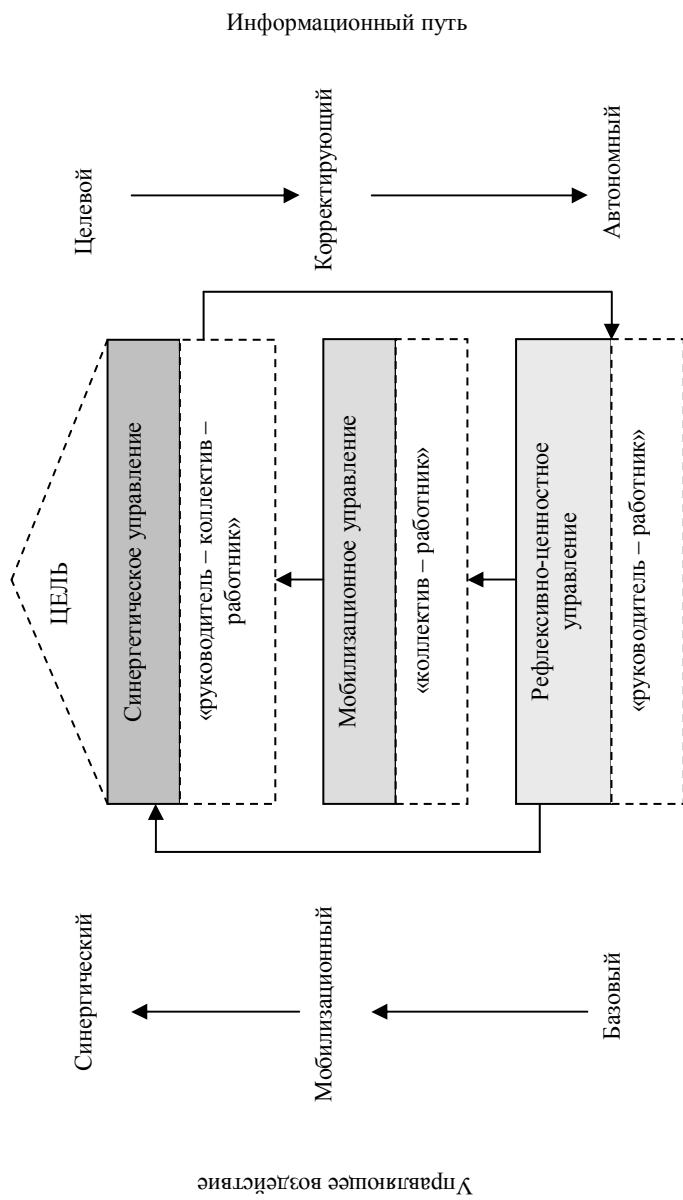 Информационный путь
Целевой
Корректирующий
Автономный
ЦЕЛЬ
Синергетическое управление
«руководитель – коллектив –
работник»
Мобилизационное управление
«коллектив – работник»
Рефлексивно-ценностное
управление
«руководитель – работник»
Синергический
Мобилизационный
Базовый
Управляющее воздействие